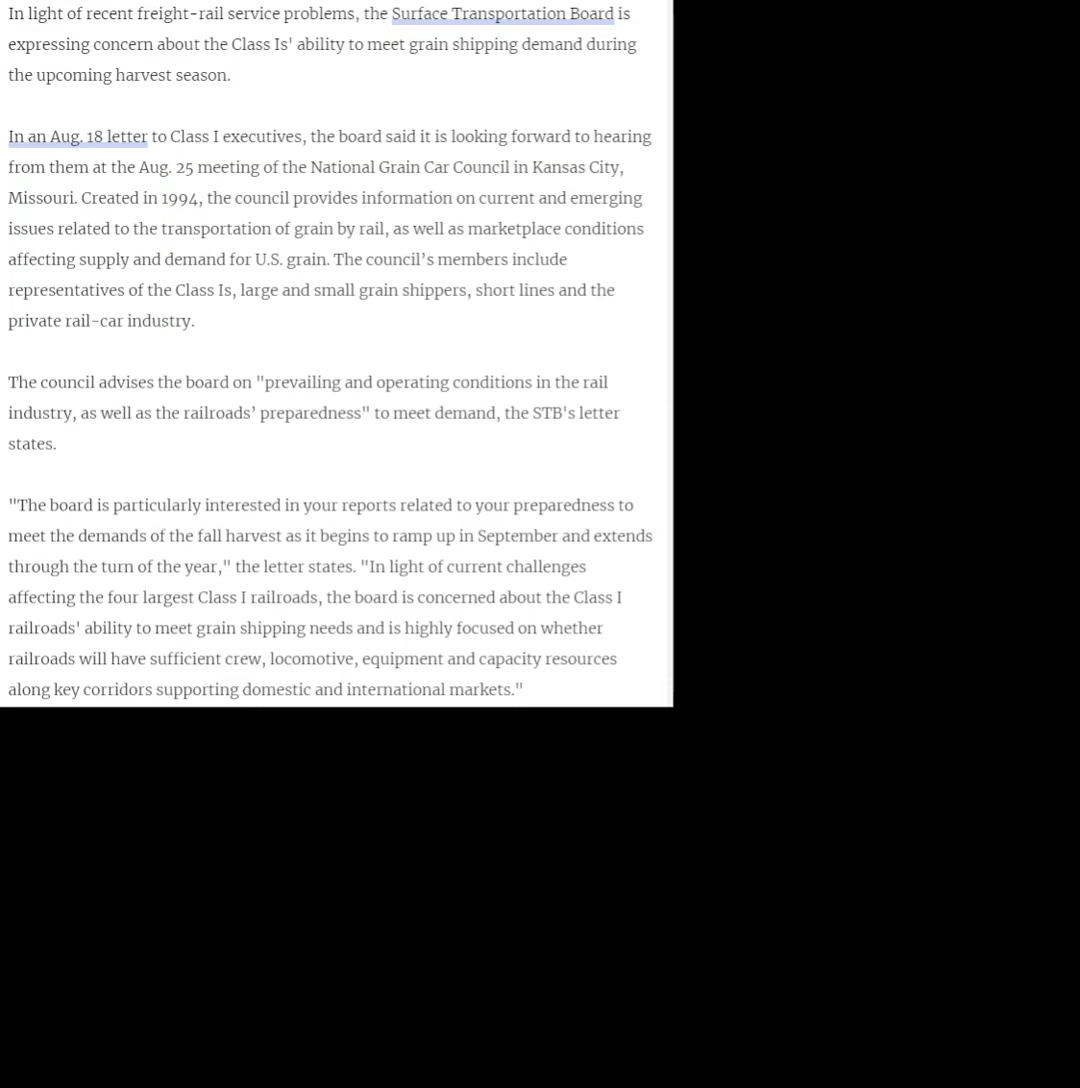 In light of recent freight-rail service problems, the Surface Transportation Board is
expressing concern about the Class Is' ability to meet grain shipping demand during
the upcoming harvest season.
In an Aug. 18 letter to Class I executives, the board said it is looking forward to hearing
from them at the Aug. 25 meeting of the National Grain Car Council in Kansas City,
Missouri. Created in 1994, the council provides information on current and emerging
issues related to the transportation of grain by rail, as well as marketplace conditions
affecting supply and demand for U.S. grain. The council’s members include
representatives of the Class Is, large and small grain shippers, short lines and the
private rail-car industry.
The council advises the board on "prevailing and operating conditions in the rail
industry, as well as the railroads’ preparedness" to meet demand, the STB's letter
states.
"The board is particularly interested in your reports related to your preparedness to
meet the demands of the fall harvest as it begins to ramp up in September and extends
through the turn of the year," the letter states. "In light of current challenges
affecting the four largest Class I railroads, the board is concerned about the Class I
railroads' ability to meet grain shipping needs and is highly focused on whether
railroads will have sufficient crew, locomotive, equipment and capacity resources
along key corridors supporting domestic and international markets."